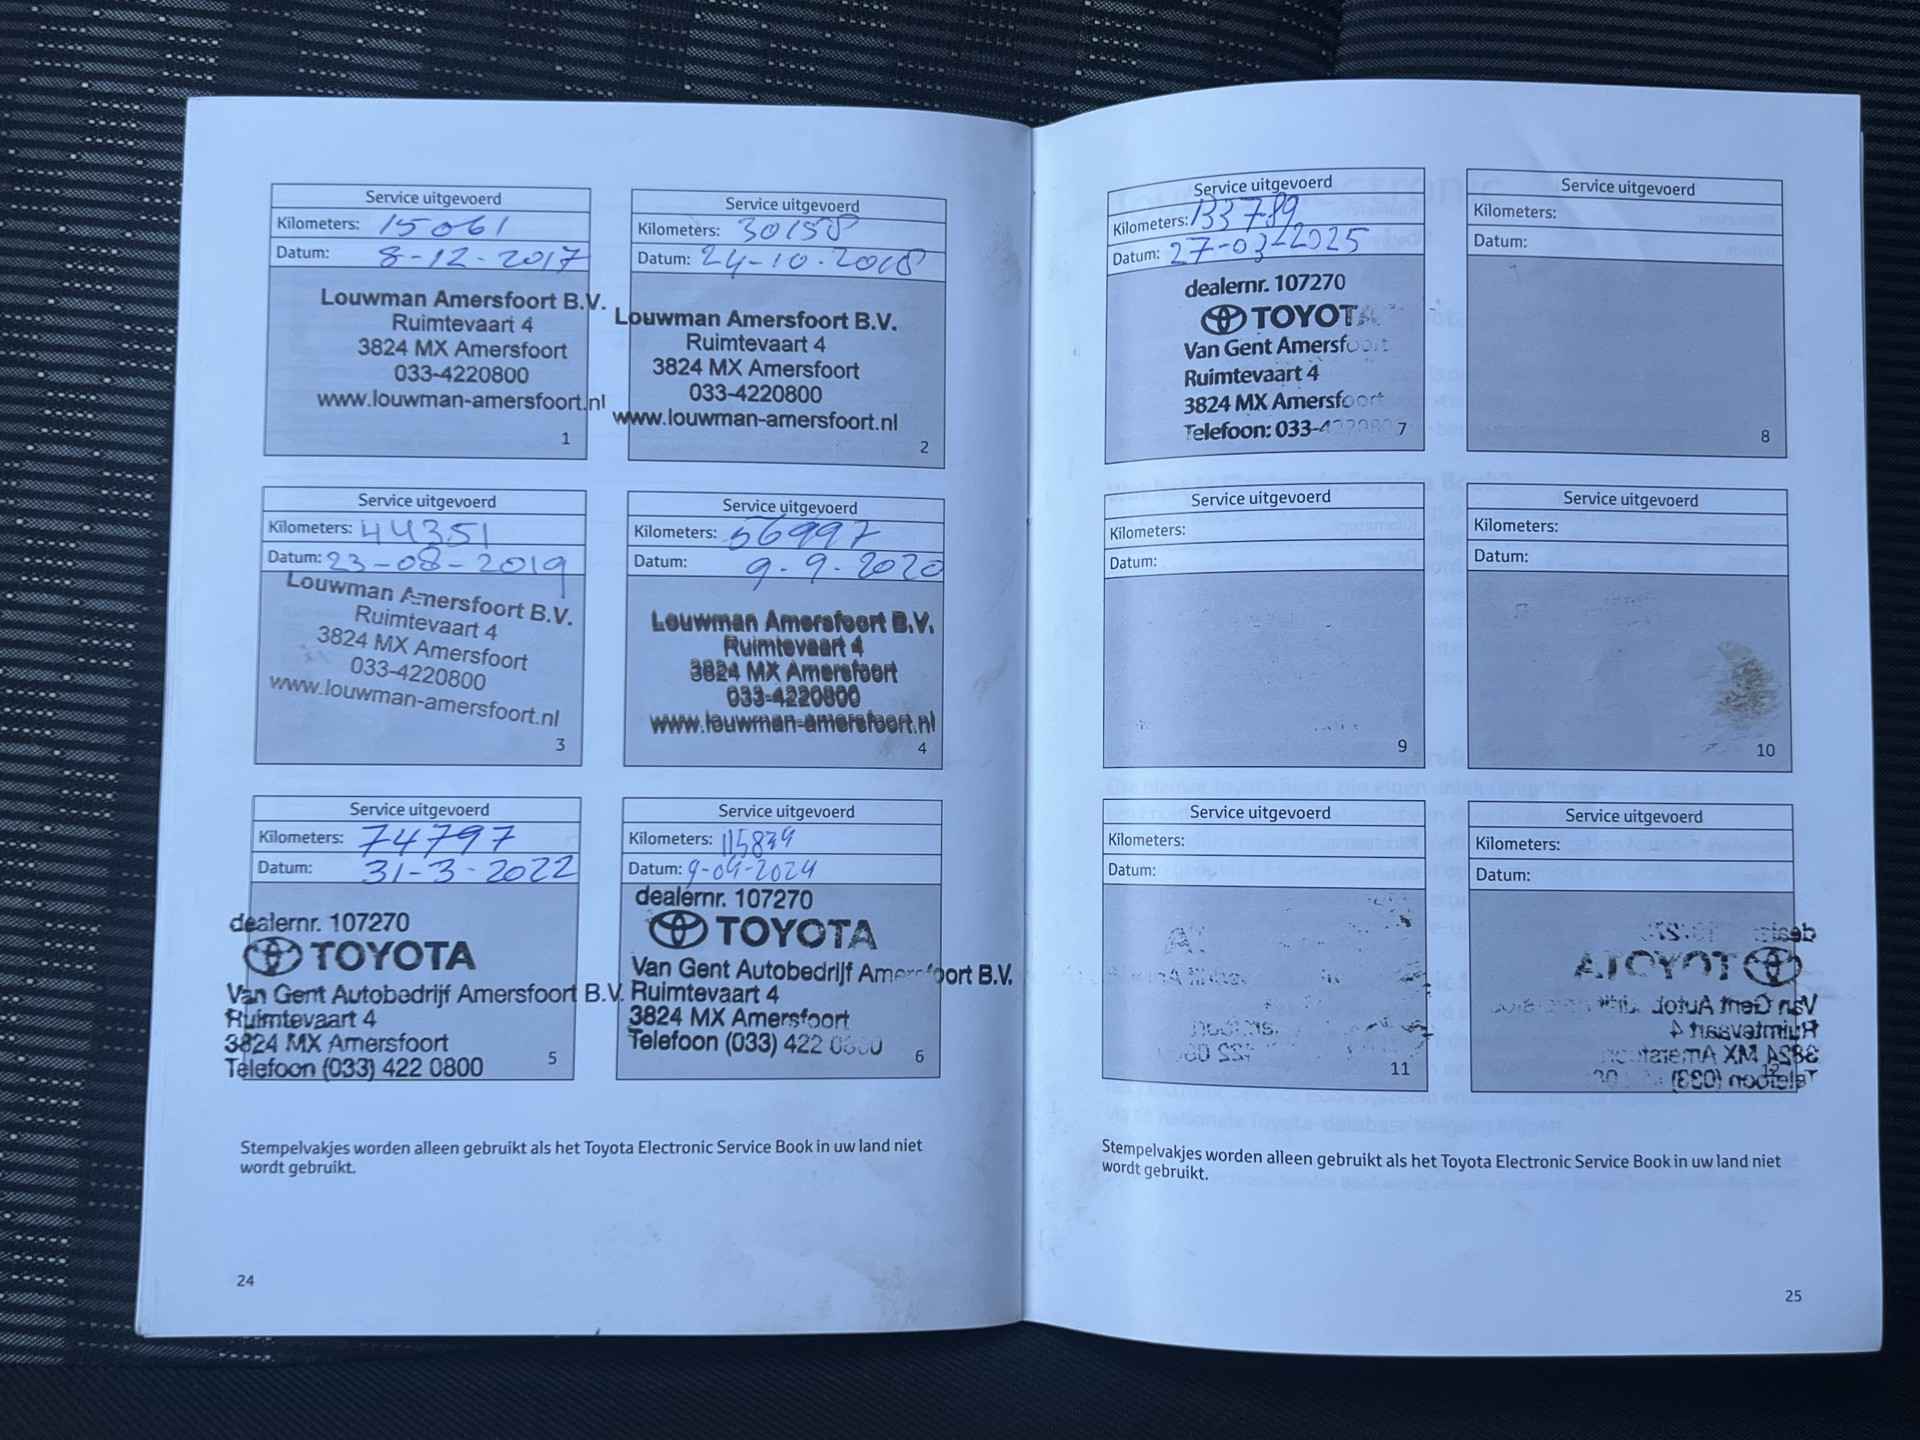 Service uitgevoerd
Kilometers: 15061
Datum: 8-12-2017
Louwman Amersfoort B.V.
Ruimtevaart 4
3824 MX Amersfoort
033-4220800
www.louwman-amersfoort.nl
1
Service uitgevoerd
Kilometers: 30158
Datum: 24-10-2018
Louwman Amersfoort B.V.
Ruimtevaart 4
3824 MX Amersfoort
033-4220800
www.louwman-amersfoort.nl
2
Service uitgevoerd
Kilometers: 44351
Datum: 23-08-2019
Louwman Amersfoort B.V.
Ruimtevaart 4
3824 MX Amersfoort
033-4220800
www.louwman-amersfoort.nl
3
Service uitgevoerd
Kilometers: 56997
Datum: 9-9-2020
Louwman Amersfoort B.V.
Ruimtevaart 4
3824 MX Amersfoort
033-4220800
www.louwman-amersfoort.nl
4
Service uitgevoerd
Kilometers: 74797
Datum: 31-3-2022
dealernr. 107270
TOYOTA
Van Gent Autobedrijf Amersfoort B.V.
Ruimtevaart 4
3824 MX Amersfoort
Telefoon (033) 422 0800
5
Service uitgevoerd
Kilometers: 115839
Datum: 9-04-2024
dealernr. 107270
TOYOTA
Van Gent Autobedrijf Amersfoort B.V.
Ruimtevaart 4
3824 MX Amersfoort
Telefoon (033) 422 0800
6
Stempelvakjes worden alleen gebruikt als het Toyota Electronic Service Book in uw land niet
wordt gebruikt.
24
Service uitgevoerd
Kilometers: 133789
Datum: 27-03-2025
dealernr. 107270
TOYOTA
Van Gent Amersfoort
Ruimtevaart 4
3824 MX Amersfoort
Telefoon: 033-4220800
7
Service uitgevoerd
Kilometers:
Datum:
8
Service uitgevoerd
Kilometers:
Datum:
9
Service uitgevoerd
Kilometers:
Datum:
10
Service uitgevoerd
Kilometers:
Datum:
11
Service uitgevoerd
Kilometers:
Datum:
12
Stempelvakjes worden alleen gebruikt als het Toyota Electronic Service Book in uw land niet
wordt gebruikt.
25